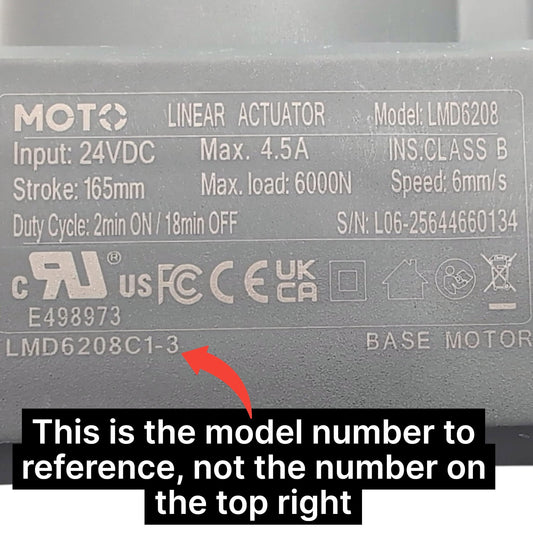 MOTO LINEAR ACTUATOR Model: LMD6208
Input: 24VDC Max. 4.5A INS.CLASS B
Stroke: 165mm Max. load: 6000N Speed: 6mm/s
Duty Cycle: 2min ON / 18min OFF S/N: L06-25644660134
c RU ® US FC CE UK CA
E498973
LMD6208C1-3 BASE MOTOR
This is the model number to
reference, not the number on
the top right